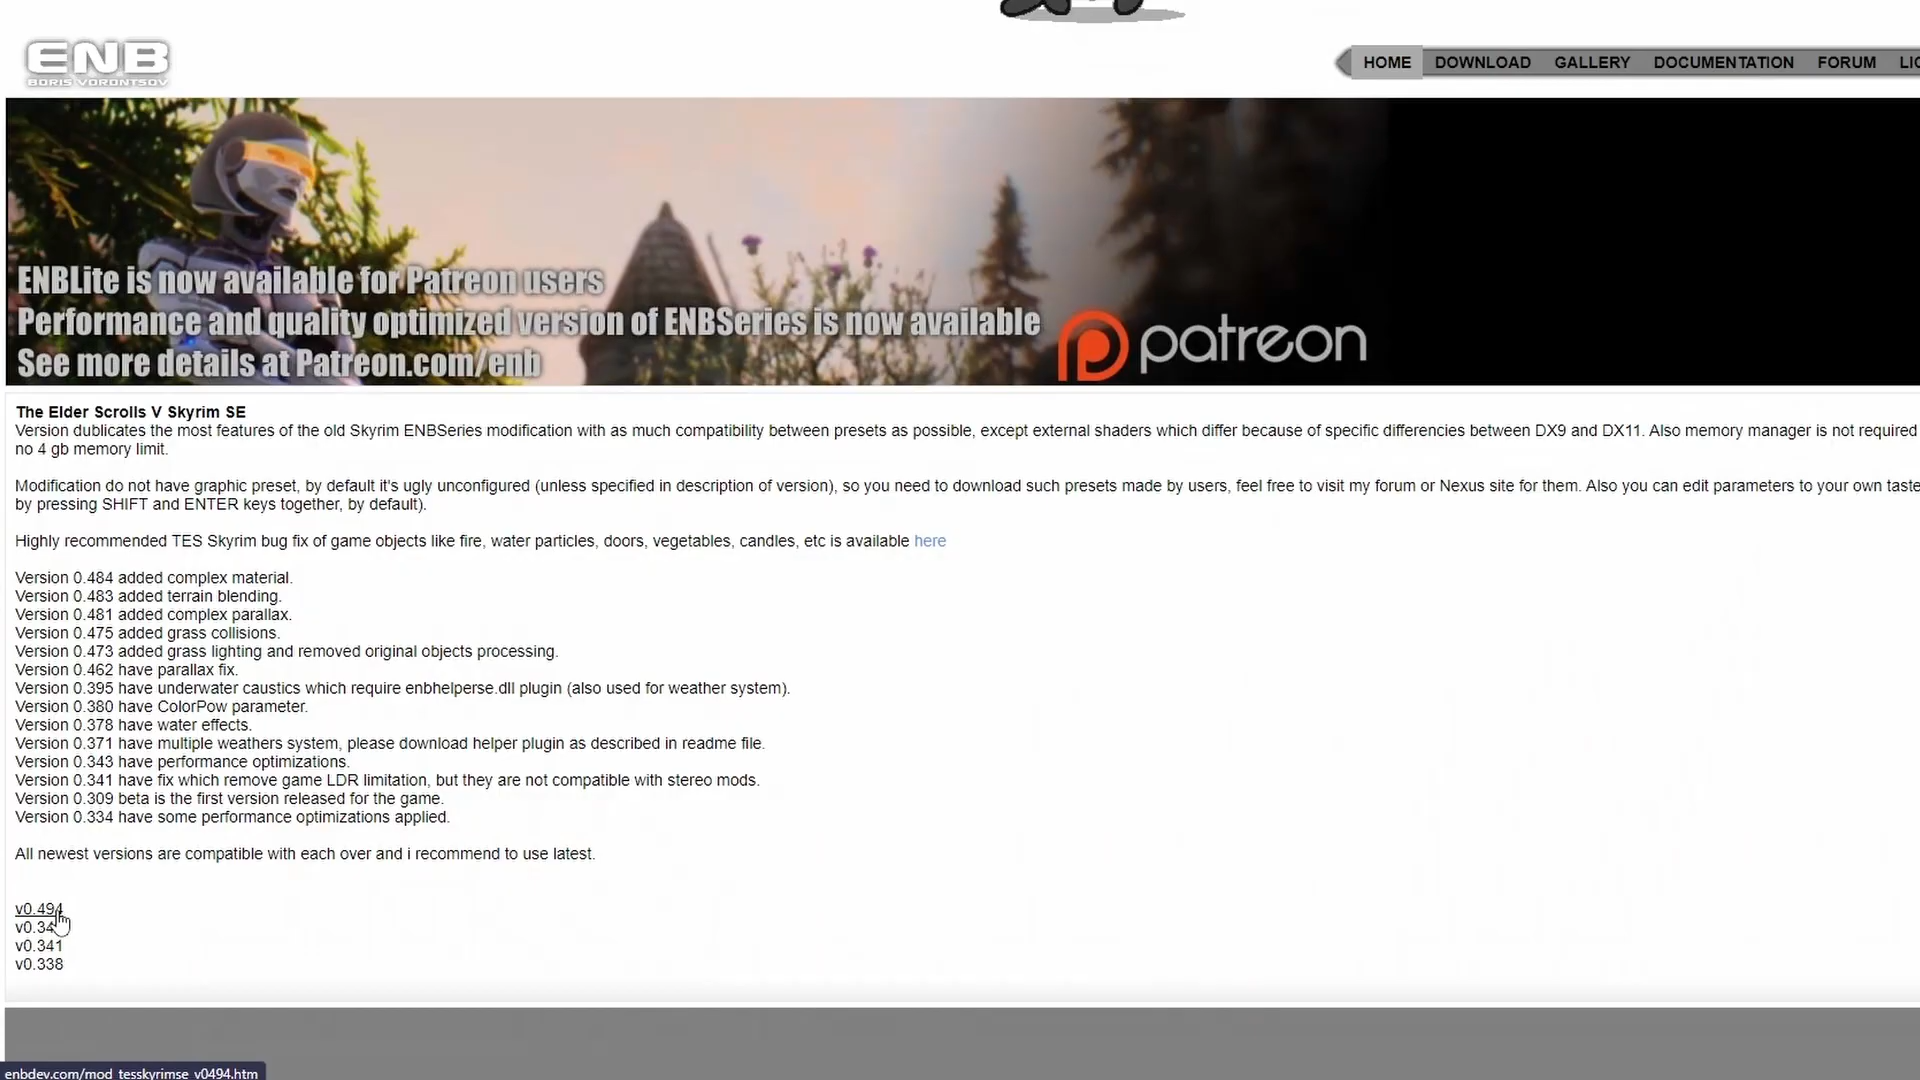 ENB
BORIS VORONTSOV
HOME DOWNLOAD GALLERY DOCUMENTATION FORUM
ENBLite is now available for Patreon users
Performance and quality optimized version of ENBSeries is now available
See more details at Patreon.com/enb
patreon
The Elder Scrolls V Skyrim SE
Version dublicates the most features of the old Skyrim ENBSeries modification with as much compatibility between presets as possible, except external shaders which differ because of specific differencies between DX9 and DX11. Also memory manager is not required
no 4 gb memory limit.
Modification do not have graphic preset, by default it's ugly unconfigured (unless specified in description of version), so you need to download such presets made by users, feel free to visit my forum or Nexus site for them. Also you can edit parameters to your own taste
by pressing SHIFT and ENTER keys together, by default).
Highly recommended TES Skyrim bug fix of game objects like fire, water particles, doors, vegetables, candles, etc is available here
Version 0.484 added complex material.
Version 0.483 added terrain blending.
Version 0.481 added complex parallax.
Version 0.475 added grass collisions.
Version 0.473 added grass lighting and removed original objects processing.
Version 0.462 have parallax fix.
Version 0.395 have underwater caustics which require enbhelperse.dll plugin (also used for weather system).
Version 0.380 have ColorPow parameter.
Version 0.378 have water effects.
Version 0.371 have multiple weathers system, please download helper plugin as described in readme file.
Version 0.343 have performance optimizations.
Version 0.341 have fix which remove game LDR limitation, but they are not compatible with stereo mods.
Version 0.309 beta is the first version released for the game.
Version 0.334 have some performance optimizations applied.
All newest versions are compatible with each over and i recommend to use latest.
v0.494
v0.341
v0.338
enbdev.com/mod_tesskyrimse_v0494.htm